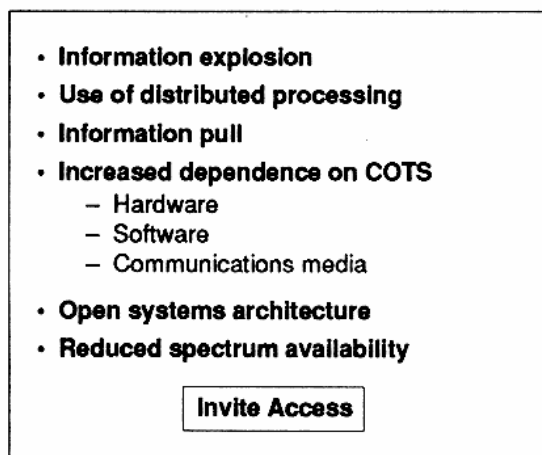 • Information explosion
• Use of distributed processing
• Information pull
• Increased dependence on COTS
– Hardware
– Software
– Communications media
• Open systems architecture
• Reduced spectrum availability
Invite Access